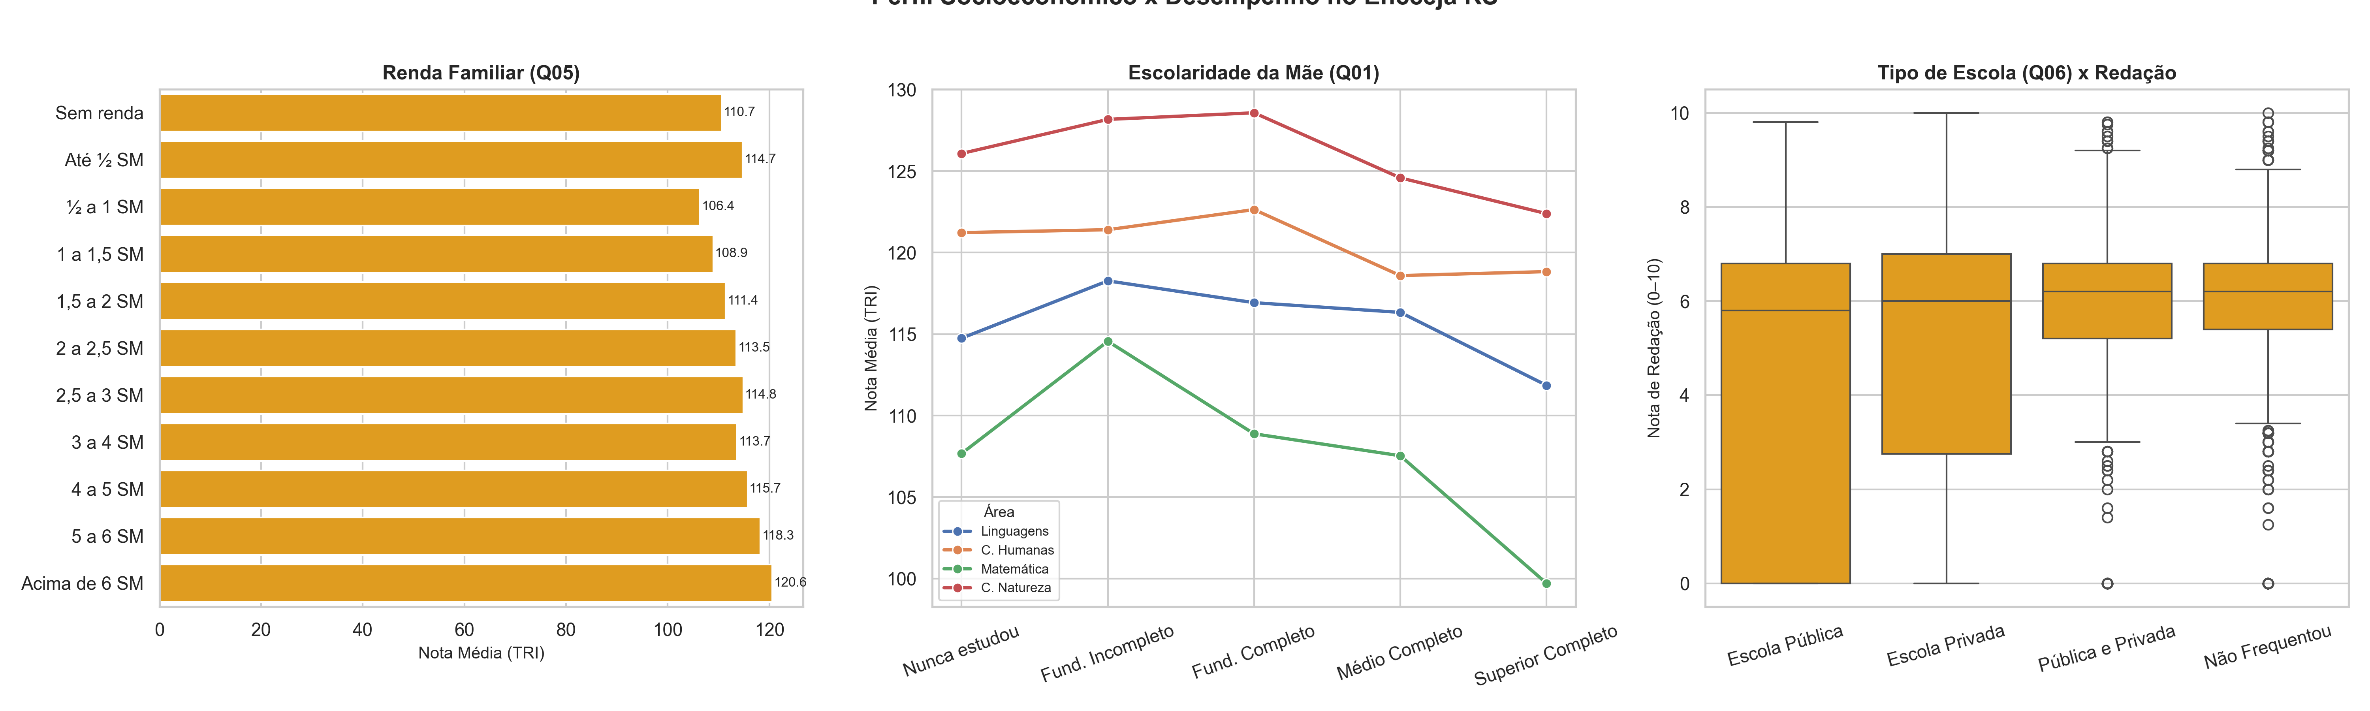 Perfil Socioeconômico x Desempenho no Encceja RS
Renda Familiar (Q05)
Sem renda
110.7
Até ½ SM
114.7
½ a 1 SM
106.4
1 a 1,5 SM
108.9
1,5 a 2 SM
111.4
2 a 2,5 SM
113.5
2,5 a 3 SM
114.8
3 a 4 SM
113.7
4 a 5 SM
115.7
5 a 6 SM
118.3
Acima de 6 SM
120.6
0 20 40 60 80 100 120
Nota Média (TRI)
Escolaridade da Mãe (Q01)
Nota Média (TRI)
130
125
120
115
110
105
100
Área
Linguagens
C. Humanas
Matemática
C. Natureza
Nunca estudou
Fund. Incompleto
Fund. Completo
Médio Completo
Superior Completo
Tipo de Escola (Q06) x Redação
Nota de Redação (0–10)
10
8
6
4
2
0
Escola Pública
Escola Privada
Pública e Privada
Não Frequentou